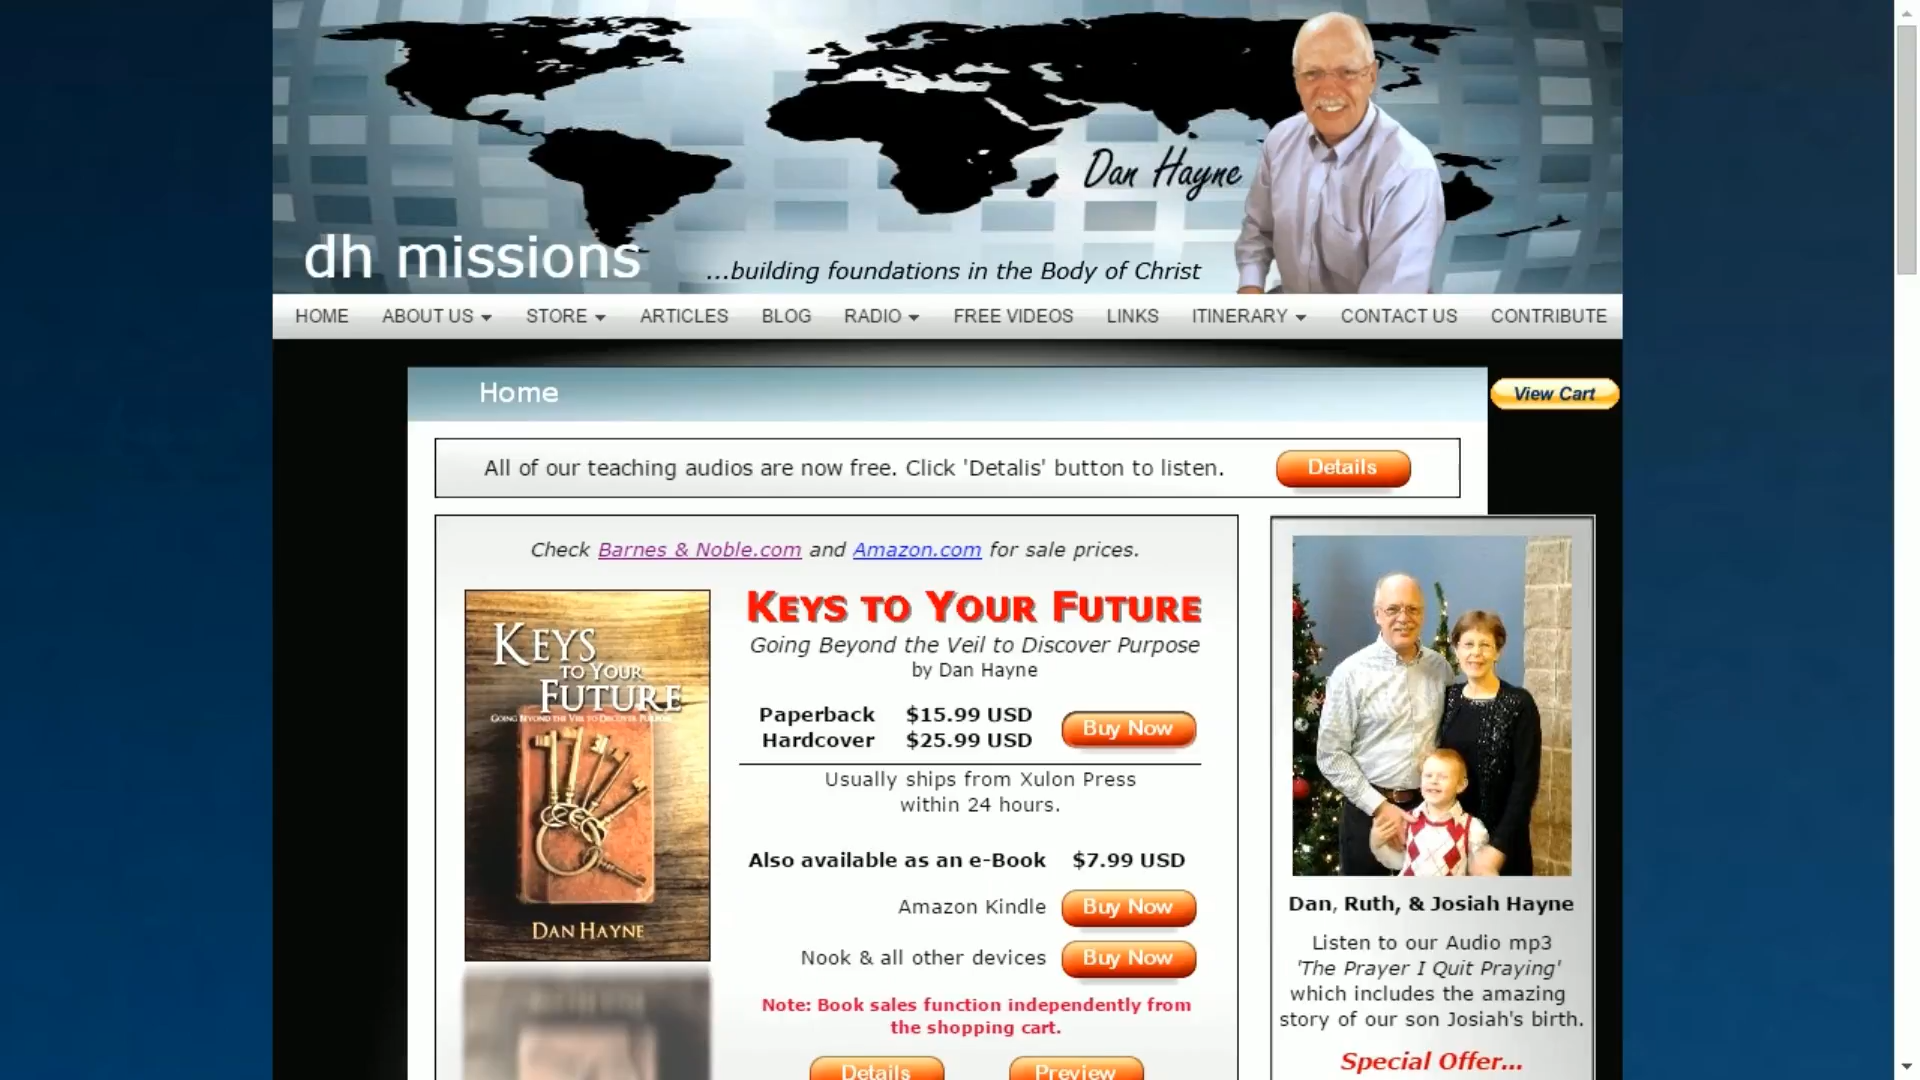 Dan Hayne
dh missions
...building foundations in the Body of Christ
HOME ABOUT US STORE ARTICLES BLOG RADIO FREE VIDEOS LINKS ITINERARY CONTACT US CONTRIBUTE
Home
View Cart
All of our teaching audios are now free. Click 'Detalis' button to listen.
Details
Check Barnes & Noble.com and Amazon.com for sale prices.
KEYS
TO YOUR
FUTURE
GOING BEYOND THE VEIL TO DISCOVER PURPOSE
DAN HAYNE
KEYS TO YOUR FUTURE
Going Beyond the Veil to Discover Purpose
by Dan Hayne
Paperback $15.99 USD
Hardcover $25.99 USD
Buy Now
Usually ships from Xulon Press
within 24 hours.
Also available as an e-Book $7.99 USD
Amazon Kindle Buy Now
Nook & all other devices Buy Now
Note: Book sales function independently from
the shopping cart.
Details Preview
Dan, Ruth, & Josiah Hayne
Listen to our Audio mp3
'The Prayer I Quit Praying'
which includes the amazing
story of our son Josiah's birth.
Special Offer...